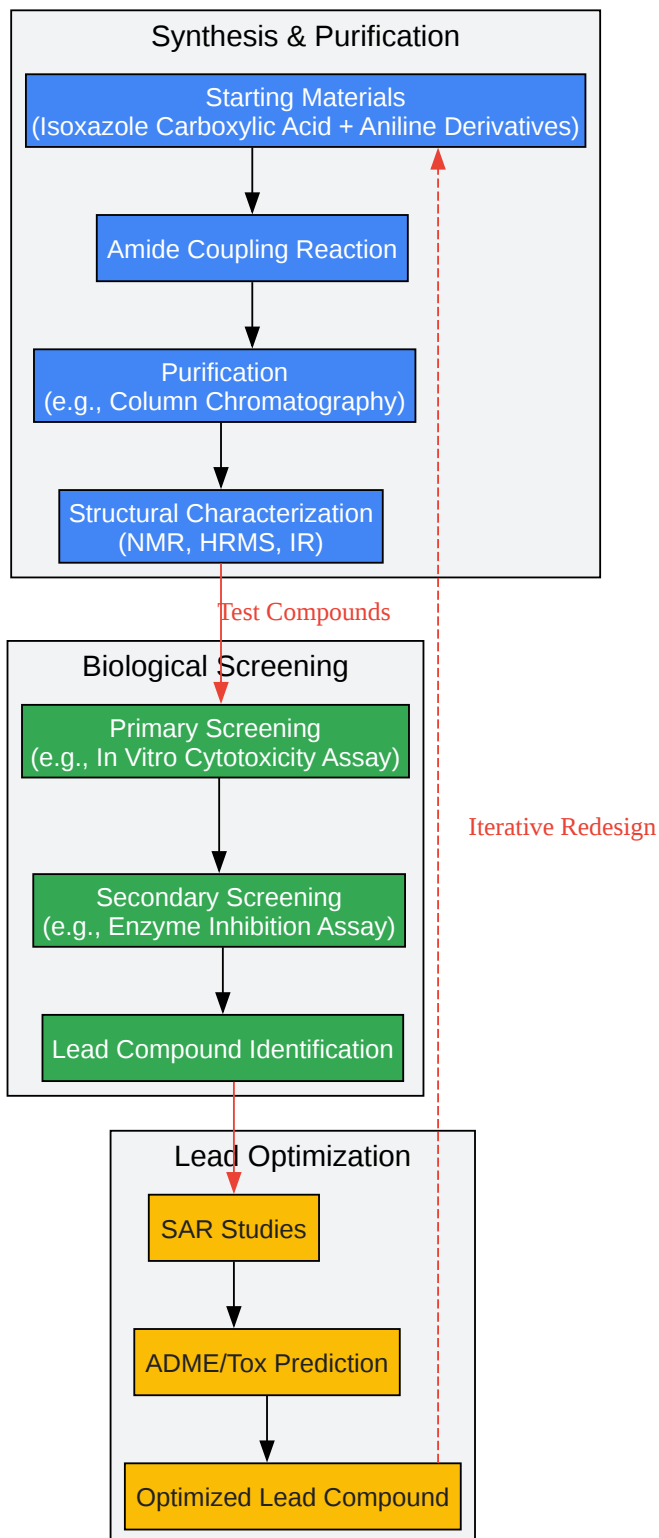 Synthesis & Purification
Starting Materials
(Isoxazole Carboxylic Acid + Aniline Derivatives)
Amide Coupling Reaction
Purification
(e.g., Column Chromatography)
Structural Characterization
(NMR, HRMS, IR)
Test Compounds
Biological Screening
Primary Screening
(e.g., In Vitro Cytotoxicity Assay)
Iterative Redesign
Secondary Screening
(e.g., Enzyme Inhibition Assay)
Lead Compound Identification
Lead Optimization
SAR Studies
ADME/Tox Prediction
Optimized Lead Compound